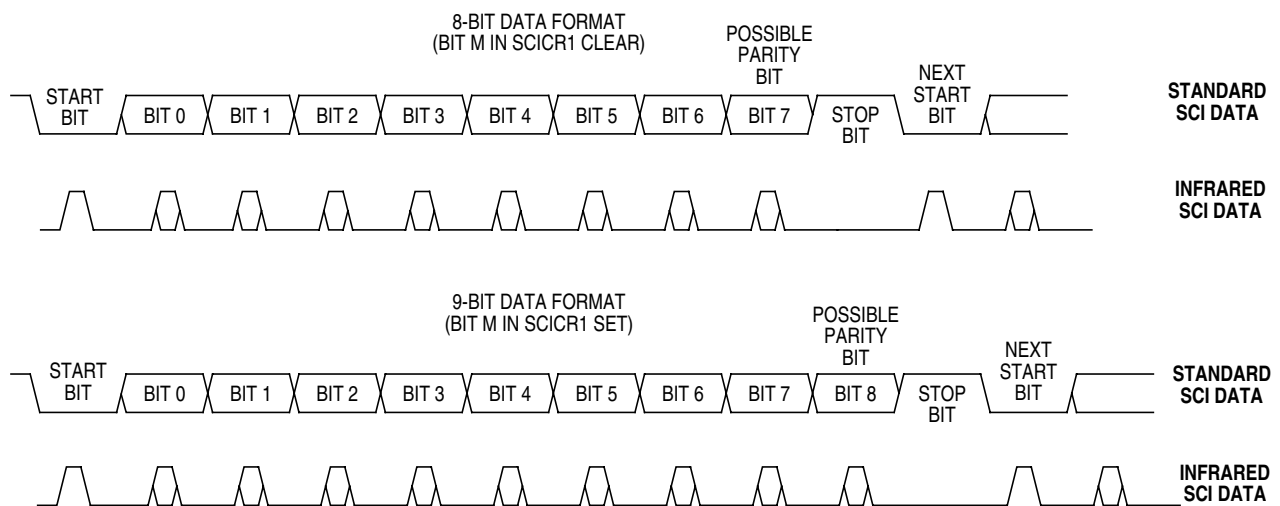 8-BIT DATA FORMAT
(BIT M IN SCICR1 CLEAR)
POSSIBLE
PARITY
BIT
NEXT
START
BIT
STANDARD
SCI DATA
START
BIT
BIT 0
BIT 1
BIT 2
BIT 3
BIT 4
BIT 5
BIT 6
BIT 7
STOP
BIT
INFRARED
SCI DATA
9-BIT DATA FORMAT
(BIT M IN SCICR1 SET)
POSSIBLE
PARITY
BIT
NEXT
START
BIT
STANDARD
SCI DATA
START
BIT
BIT 0
BIT 1
BIT 2
BIT 3
BIT 4
BIT 5
BIT 6
BIT 7
BIT 8
STOP
BIT
INFRARED
SCI DATA